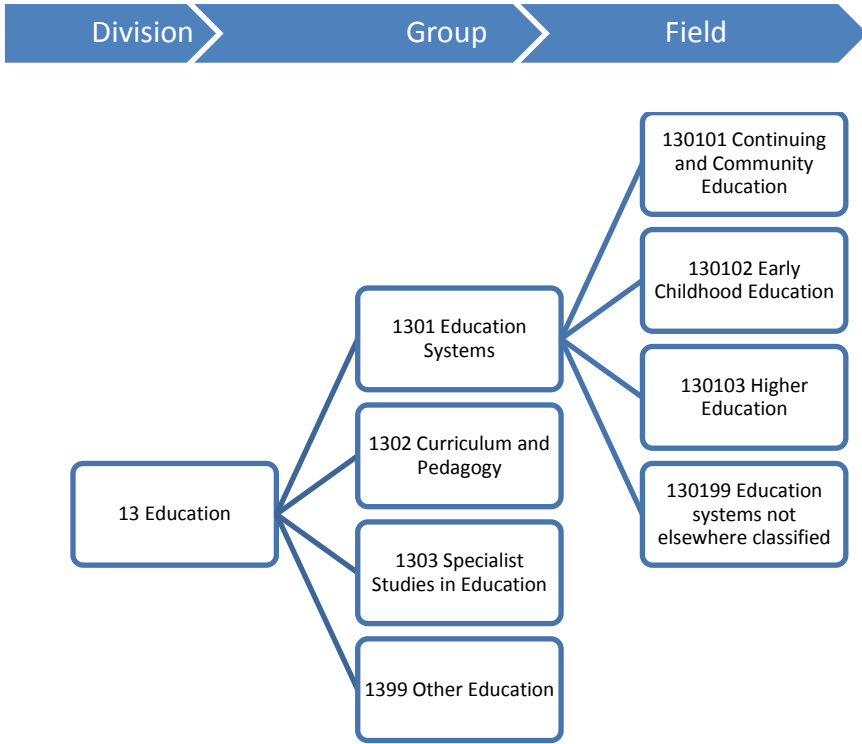 Division
Group
Field
130101 Continuing
and Community
Education
130102 Early
Childhood Education
1301 Education
Systems
130103 Higher
Education
1302 Curriculum and
Pedagogy
13 Education
130199 Education
systems not
elsewhere classified
1303 Specialist
Studies in Education
1399 Other Education